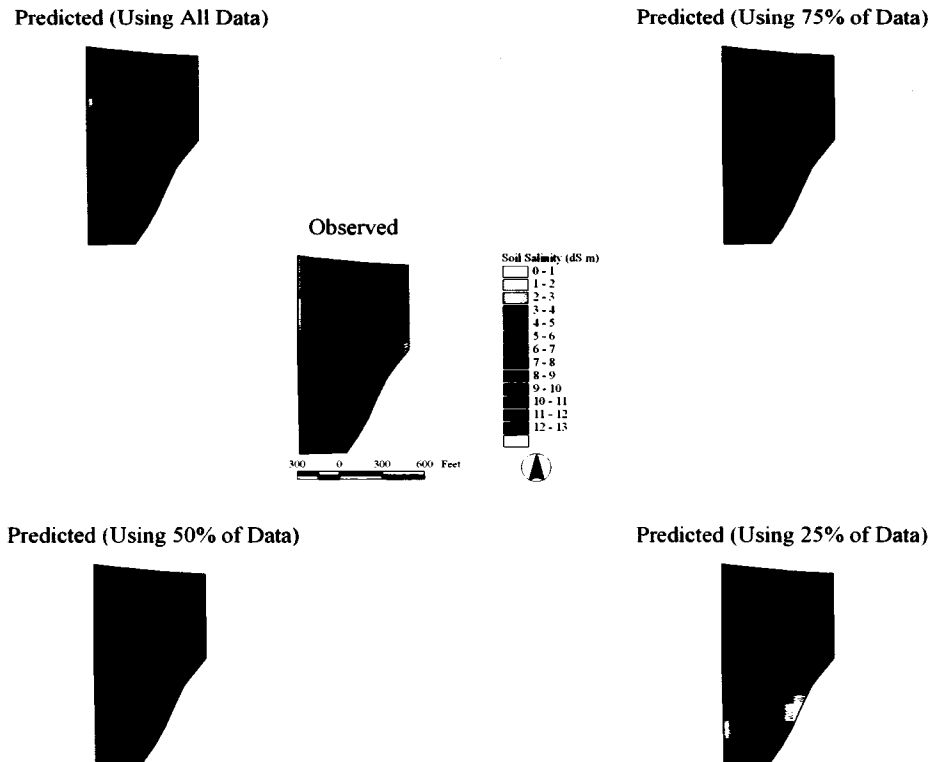 Predicted (Using All Data)
Predicted (Using 75% of Data)
Observed
Soil Salinity (dS m)
0 - 1
1 - 2
2 - 3
3 - 4
4 - 5
5 - 6
6 - 7
7 - 8
8 - 9
9 - 10
10 - 11
11 - 12
12 - 13
300 0 300 600 Feet
Predicted (Using 50% of Data)
Predicted (Using 25% of Data)